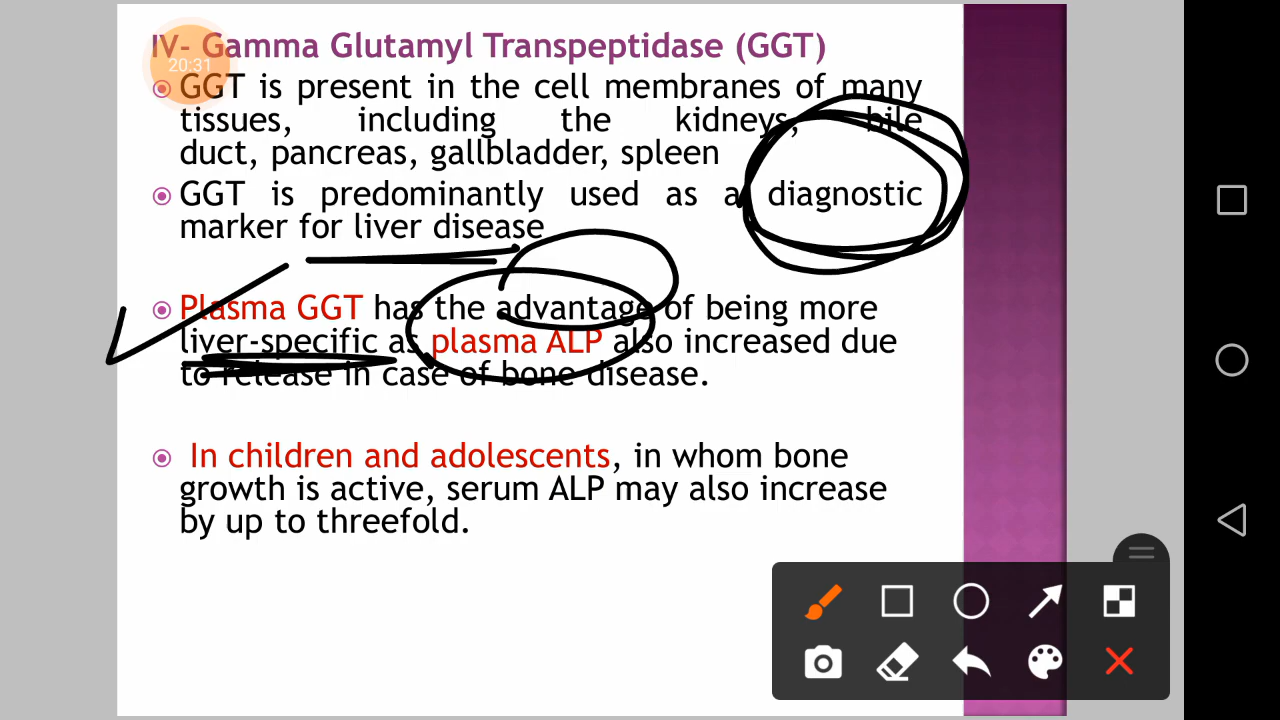 IV- Gamma Glutamyl Transpeptidase (GGT)
20:31
GGT is present in the cell membranes of many
tissues, including the kidneys, bile
duct, pancreas, gallbladder, spleen
GGT is predominantly used as a diagnostic
marker for liver disease
Plasma GGT has the advantage of being more
liver-specific as plasma ALP also increased due
to release in case of bone disease.
In children and adolescents, in whom bone
growth is active, serum ALP may also increase
by up to threefold.